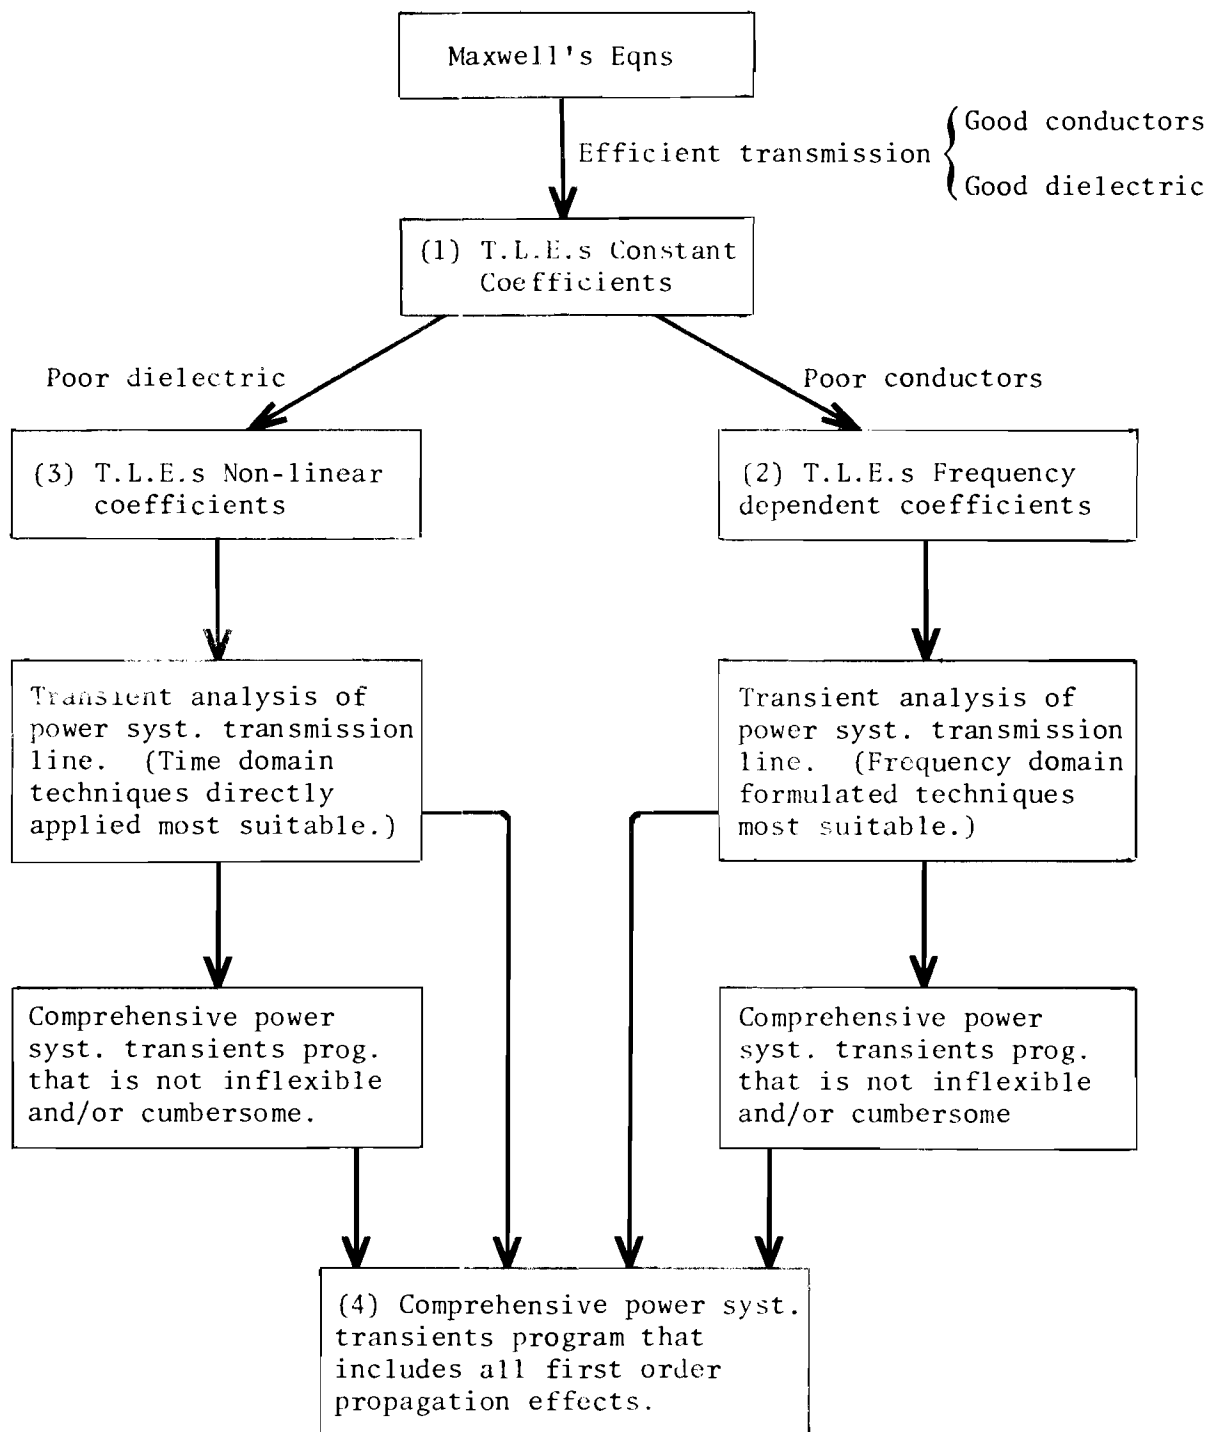 Maxwell's Eqns
Efficient transmission
Good conductors
Good dielectric
(1) T.L.E.s Constant
Coefficients
Poor dielectric
Poor conductors
(3) T.L.E.s Non-linear
coefficients
(2) T.L.E.s Frequency
dependent coefficients
Transient analysis of
power syst. transmission
line. (Time domain
techniques directly
applied most suitable.)
Transient analysis of
power syst. transmission
line. (Frequency domain
formulated techniques
most suitable.)
Comprehensive power
syst. transients prog.
that is not inflexible
and/or cumbersome.
Comprehensive power
syst. transients prog.
that is not inflexible
and/or cumbersome
(4) Comprehensive power syst.
transients program that
includes all first order
propagation effects.